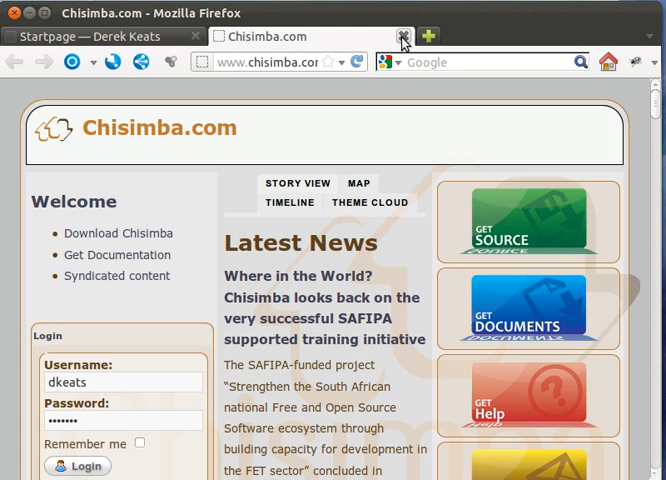 Chisimba.com - Mozilla Firefox
Startpage — Derek Keats
Chisimba.com
www.chisimba.cor
Google
Chisimba.com
Welcome
Download Chisimba
Get Documentation
Syndicated content
Login
Username:
dkeats
Password:
•••••••
Remember me
Login
STORY VIEW MAP
TIMELINE THEME CLOUD
Latest News
Where in the World?
Chisimba looks back on the
very successful SAFIPA
supported training initiative
The SAFIPA-funded project
“Strengthen the South African
national Free and Open Source
Software ecosystem through
building capacity for development in
the FET sector” concluded in
GET
SOURCE
GET
DOCUMENTS
GET
Help